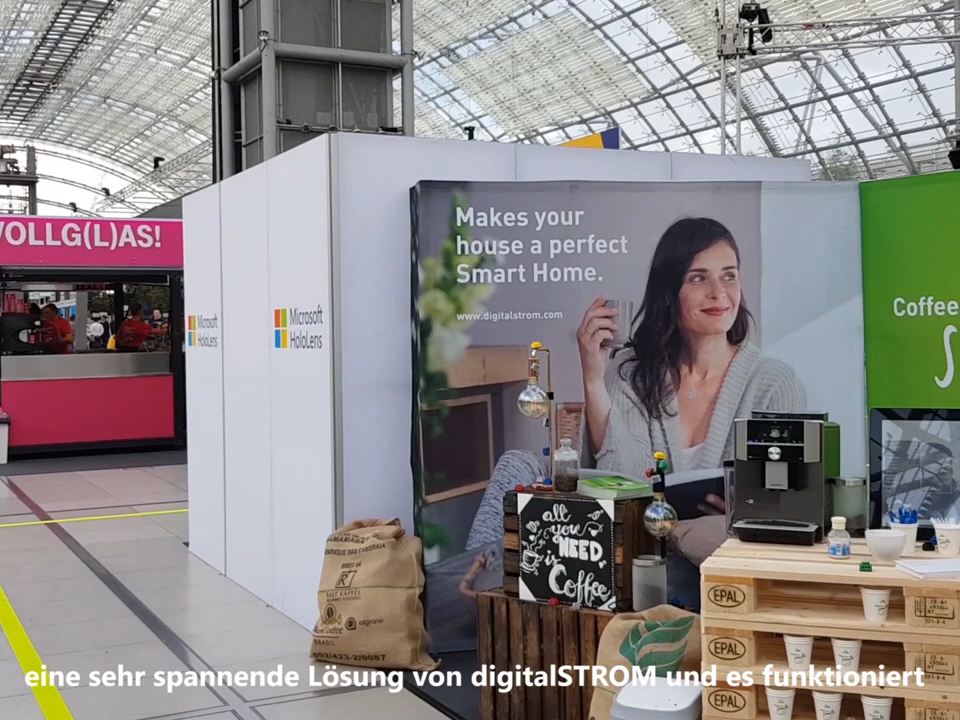 VOLLG(L)AS!
Microsoft
HoloLens
Microsoft
HoloLens
Makes your
house a perfect
Smart Home.
www.digitalstrom.com
Coffee
all
you
NEED
is
Coffee
EPAL
EPAL
EPAL
BRASIL
eine sehr spannende Lösung von digitalSTROM und es funktioniert